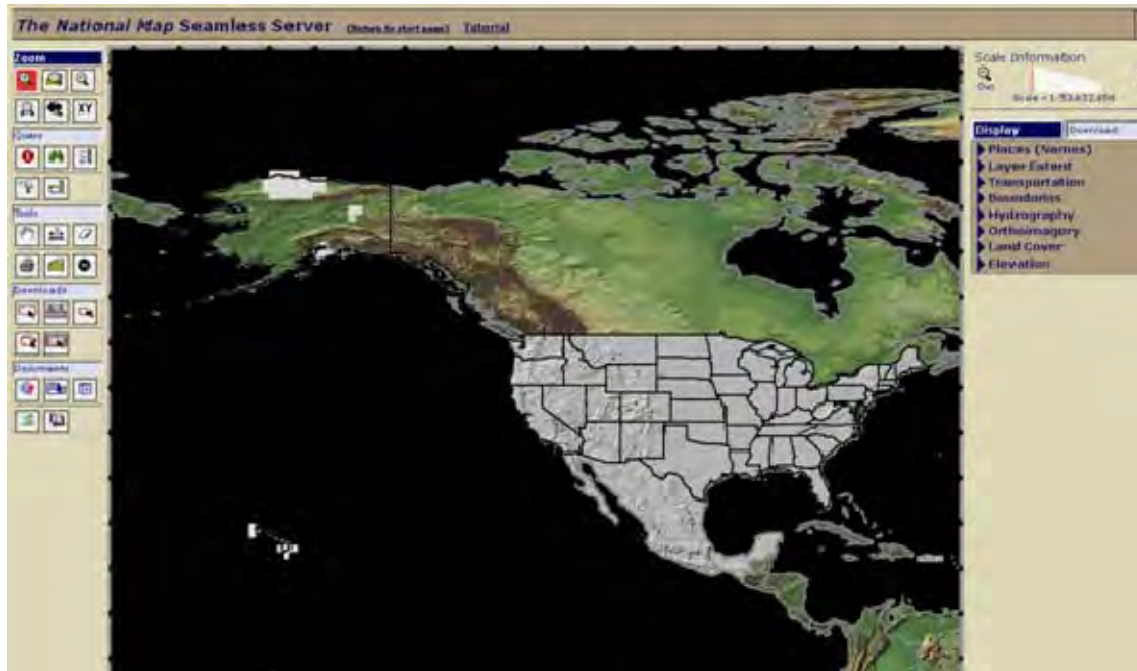 The National Map Seamless Server Tutorial
Zoom
XY
Query
Tools
Downloads
Documents
Scale Information
Out
Display Download
Places (Names)
Layer Extent
Transportation
Boundaries
Hydrography
Orthoimagery
Land Cover
Elevation